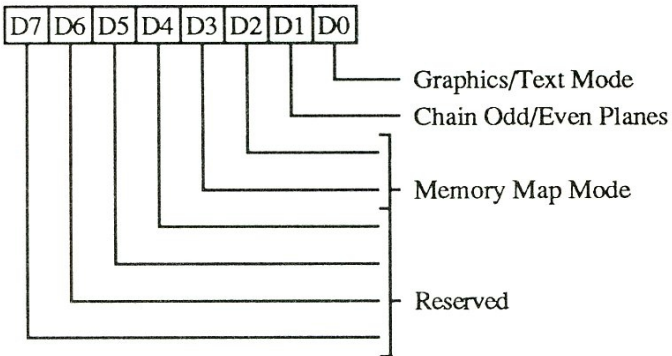 D7 D6 D5 D4 D3 D2 D1 D0
Graphics/Text Mode
Chain Odd/Even Planes
Memory Map Mode
Reserved